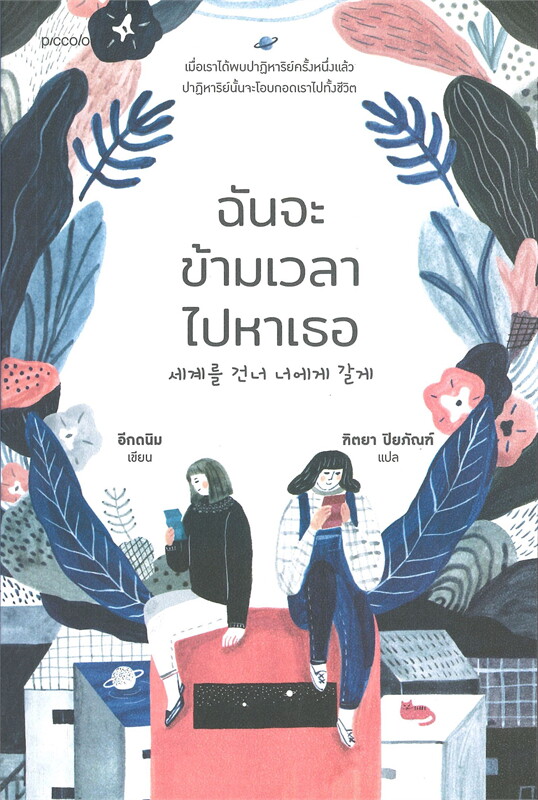 piccolo
เมื่อเราได้พบปาฏิหาริย์ครั้งหนึ่งแล้ว
ปาฏิหาริย์นั้นจะโอบกอดเราไปทั้งชีวิต
ฉันจะ
ข้ามเวลา
ไปหาเธอ
세계를 건너 너에게 갈게
อีกดนิม
เขียน
ฑิตยา ปิยภัณฑ์
แปล